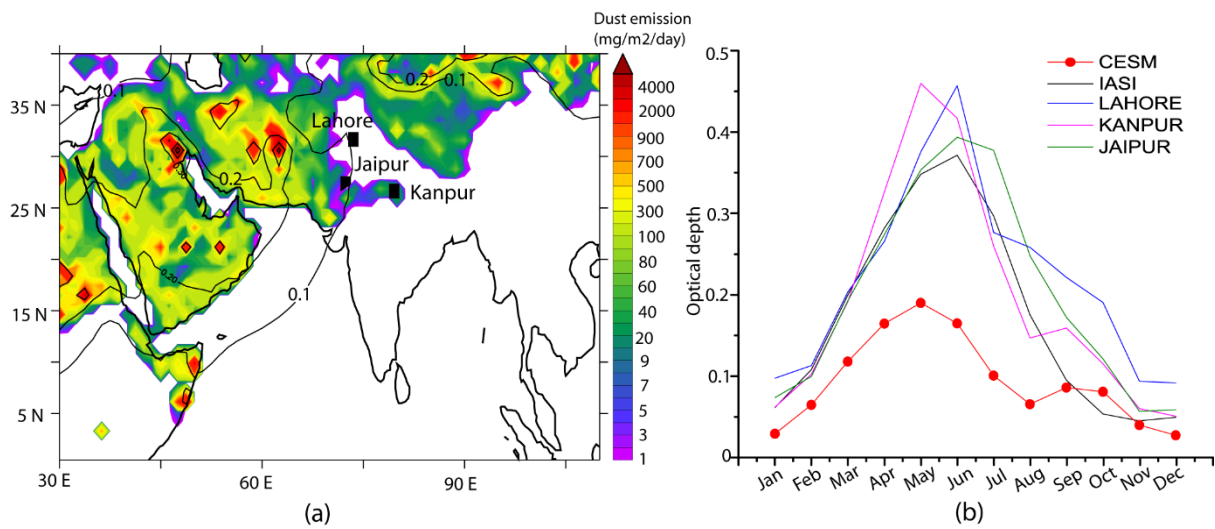 Dust emission
(mg/m2/day)
4000
2000
900
700
500
300
100
80
60
40
20
9
7
5
3
1
35 N
25 N
15 N
5 N
30 E
60 E
90 E
0.1
0.2
0.1
0.2
0.20
0.1
Lahore
Jaipur
Kanpur
(a)
0.5
0.4
0.3
0.2
0.1
0
Optical depth
CESM
IASI
LAHORE
KANPUR
JAIPUR
Jan
Feb
Mar
Apr
May
Jun
Jul
Aug
Sep
Oct
Nov
Dec
(b)